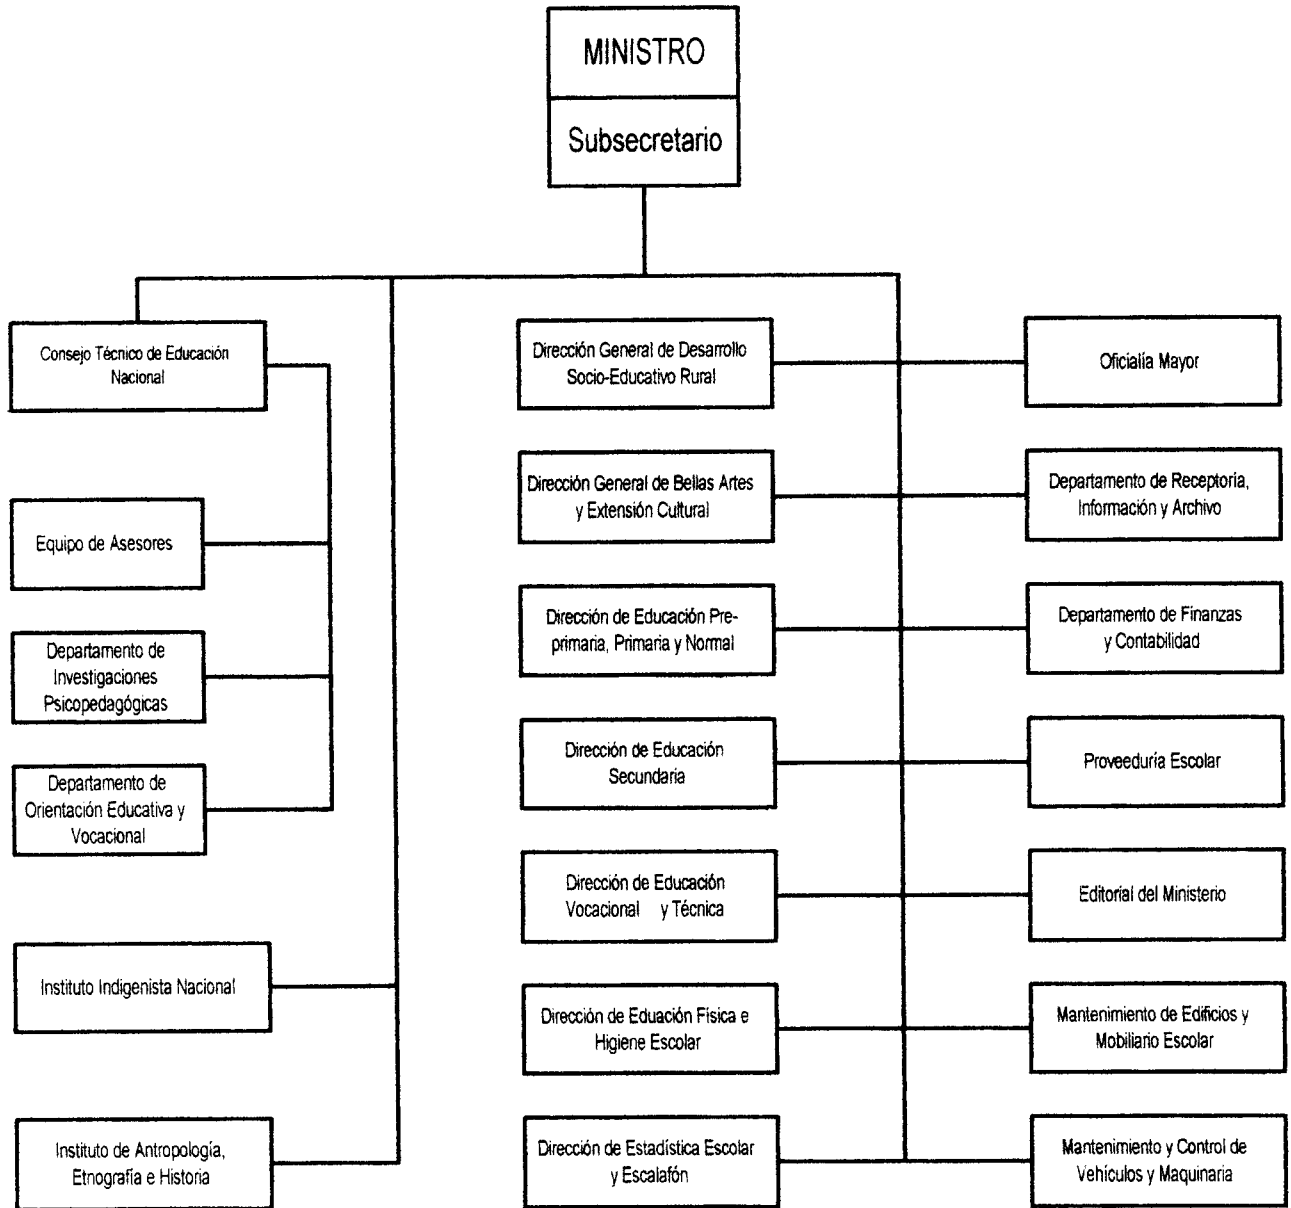 MINISTRO
Subsecretario
Consejo Técnico de Educación
Nacional
Dirección General de Desarrollo
Socio-Educativo Rural
Oficialía Mayor
Dirección General de Bellas Artes
y Extensión Cultural
Departamento de Receptoría,
Información y Archivo
Equipo de Asesores
Dirección de Educación Pre-
primaria, Primaria y Normal
Departamento de Finanzas
y Contabilidad
Departamento de
Investigaciones
Psicopedagógicas
Dirección de Educación
Secundaria
Proveeduría Escolar
Departamento de
Orientación Educativa y
Vocacional
Dirección de Educación
Vocacional y Técnica
Editorial del Ministerio
Instituto Indigenista Nacional
Dirección de Eduación Física e
Higiene Escolar
Mantenimiento de Edificios y
Mobiliario Escolar
Instituto de Antropología,
Etnografía e Historia
Dirección de Estadística Escolar
y Escalafón
Mantenimiento y Control de
Vehículos y Maquinaria